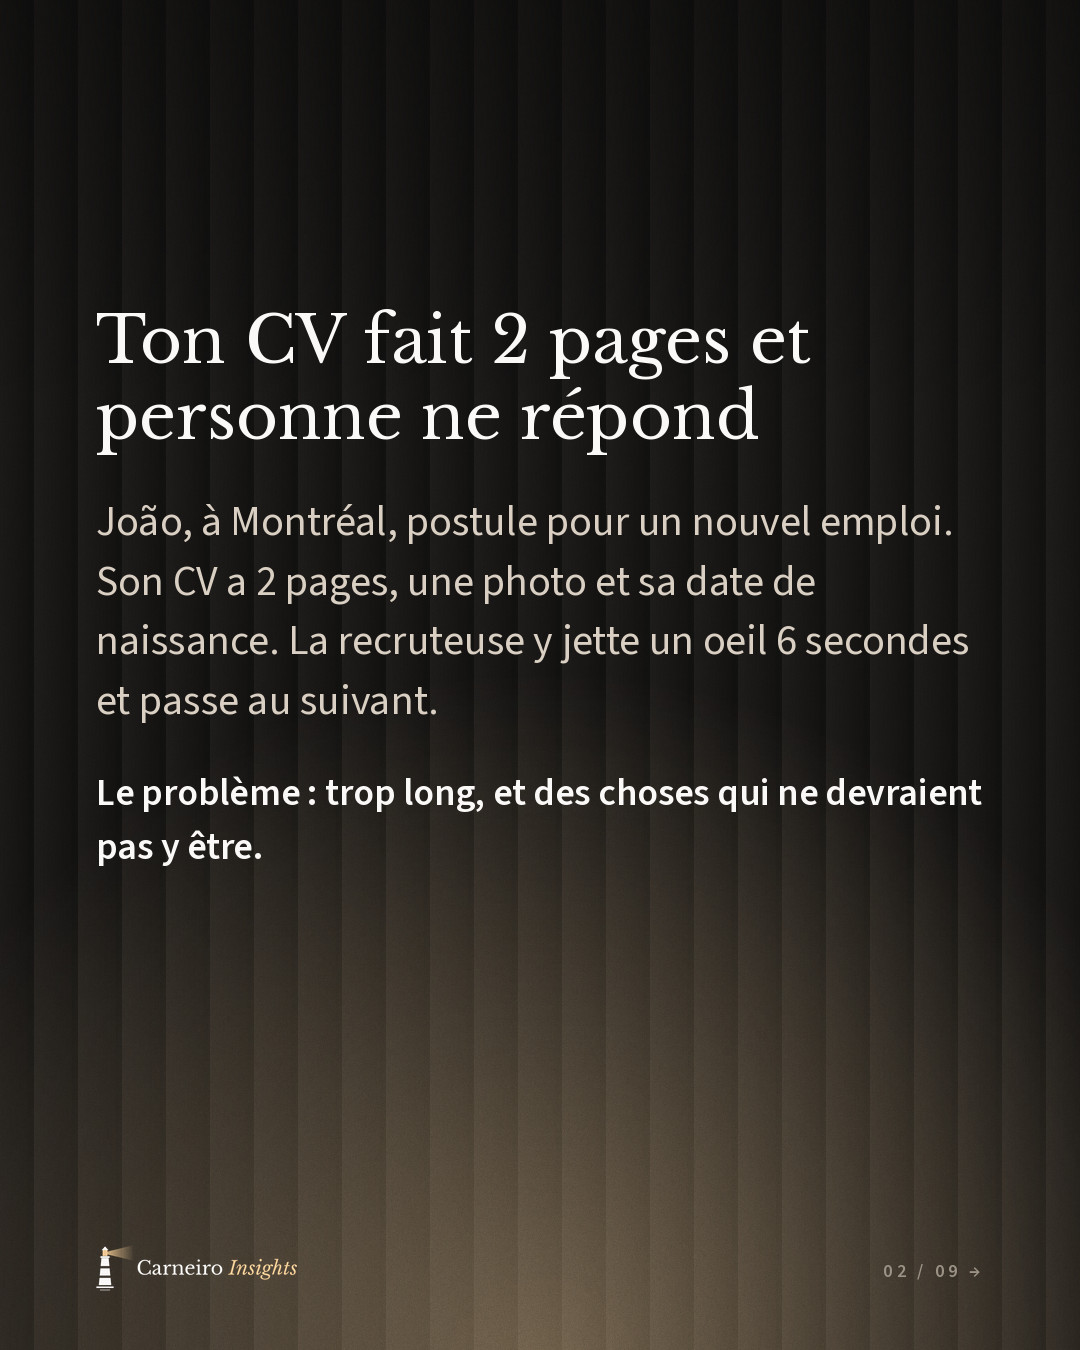 Ton CV fait 2 pages et
personne ne répond
João, à Montréal, postule pour un nouvel emploi.
Son CV a 2 pages, une photo et sa date de
naissance. La recruteuse y jette un oeil 6 secondes
et passe au suivant.
Le problème : trop long, et des choses qui ne devraient
pas y être.
Carneiro Insights
02 / 09 →